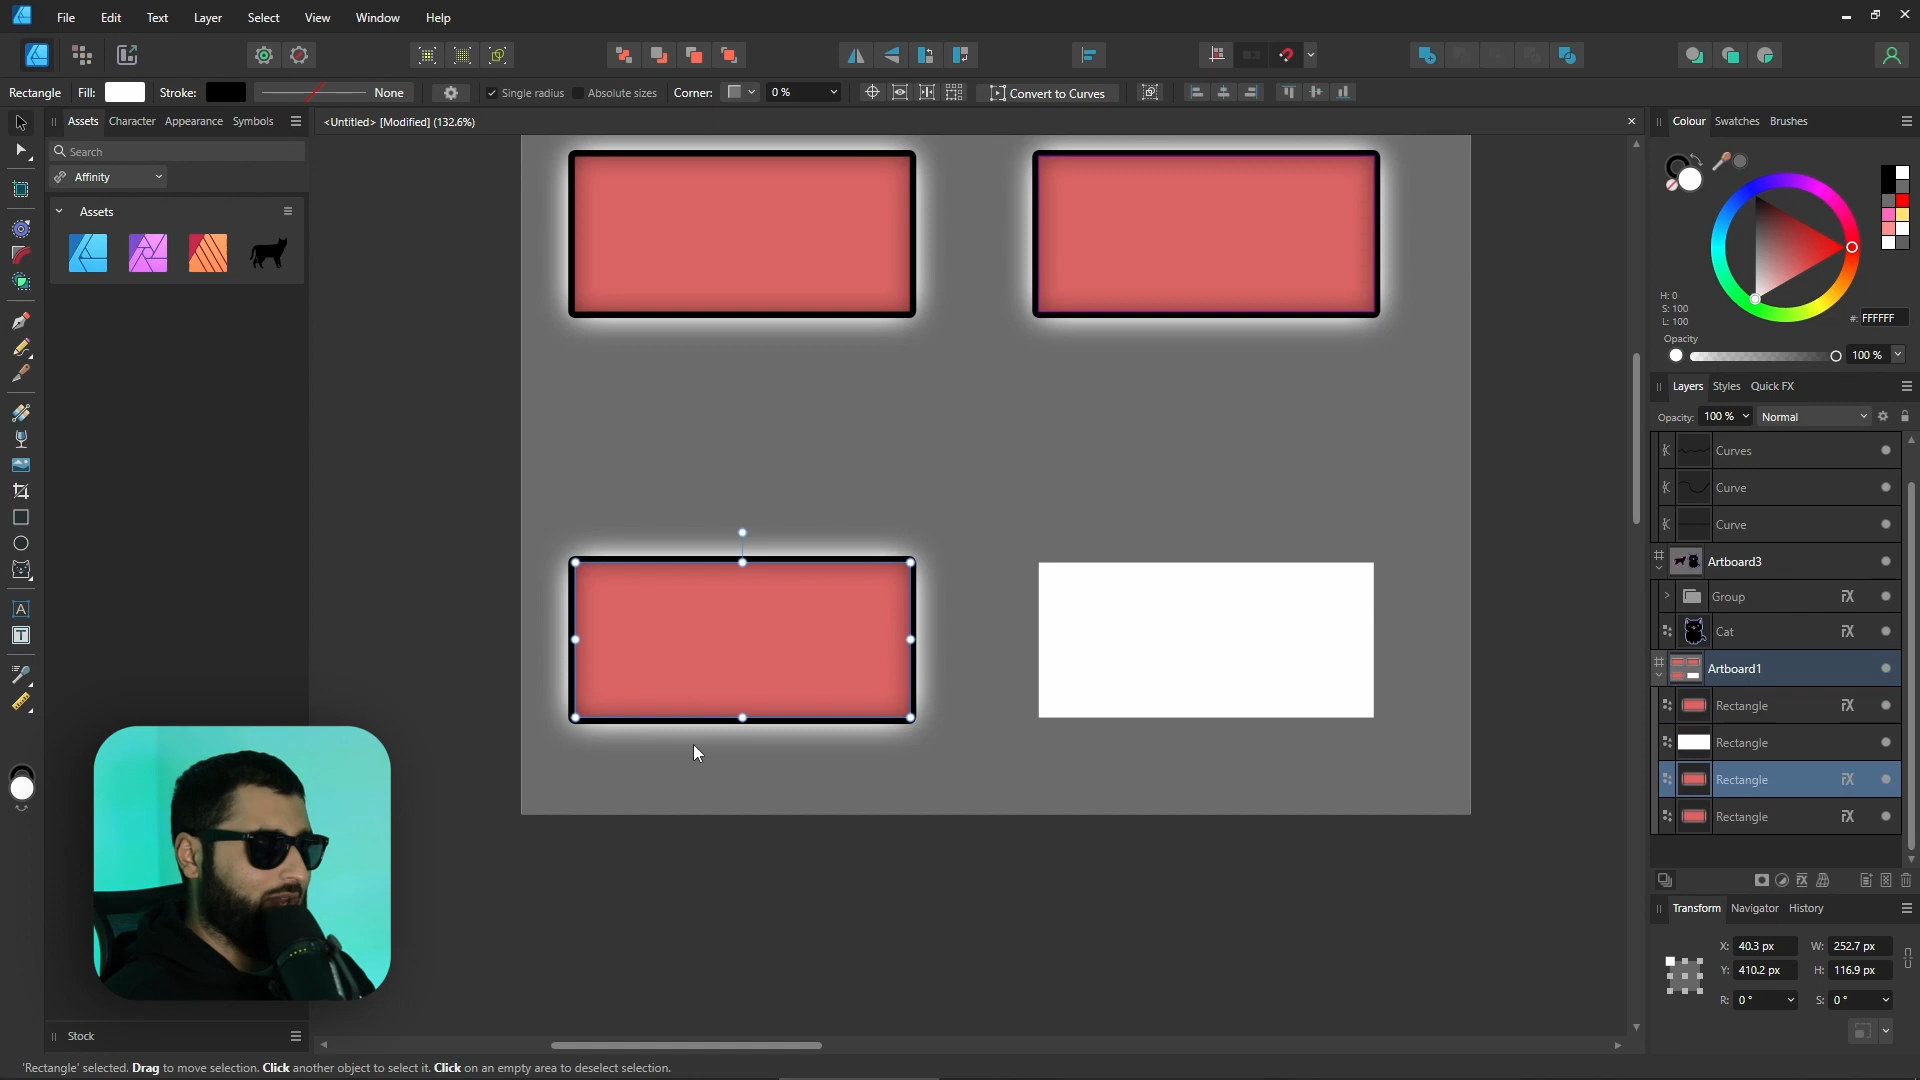 File Edit Text Layer Select View Window Help
Rectangle Fill: Stroke: None Single radius Absolute sizes Corner: 0 % Convert to Curves
Assets Character Appearance Symbols
<Untitled> [Modified] (132.6%)
Search
Affinity
Assets
Stock
'Rectangle' selected. Drag to move selection. Click another object to select it. Click on an empty area to deselect selection.
Colour Swatches Brushes
H: 0
S: 100
L: 100
#: FFFFFF
Opacity
100 %
Layers Styles Quick FX
Opacity: 100 % Normal
Curves
Curve
Curve
Artboard3
Group
Cat
Artboard1
Rectangle
Rectangle
Rectangle
Rectangle
Transform Navigator History
X: 40.3 px W: 252.7 px
Y: 410.2 px H: 116.9 px
R: 0 ° S: 0 °